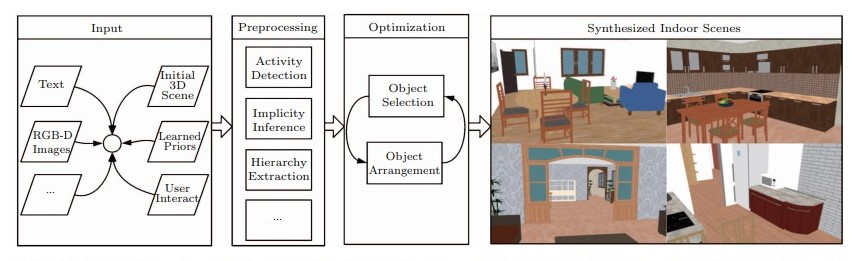 Input
Text
Initial
3D
Scene
RGB-D
Images
Learned
Priors
...
User
Interact
Preprocessing
Activity
Detection
Implicity
Inference
Hierarchy
Extraction
...
Optimization
Object
Selection
Object
Arrangement
Synthesized Indoor Scenes